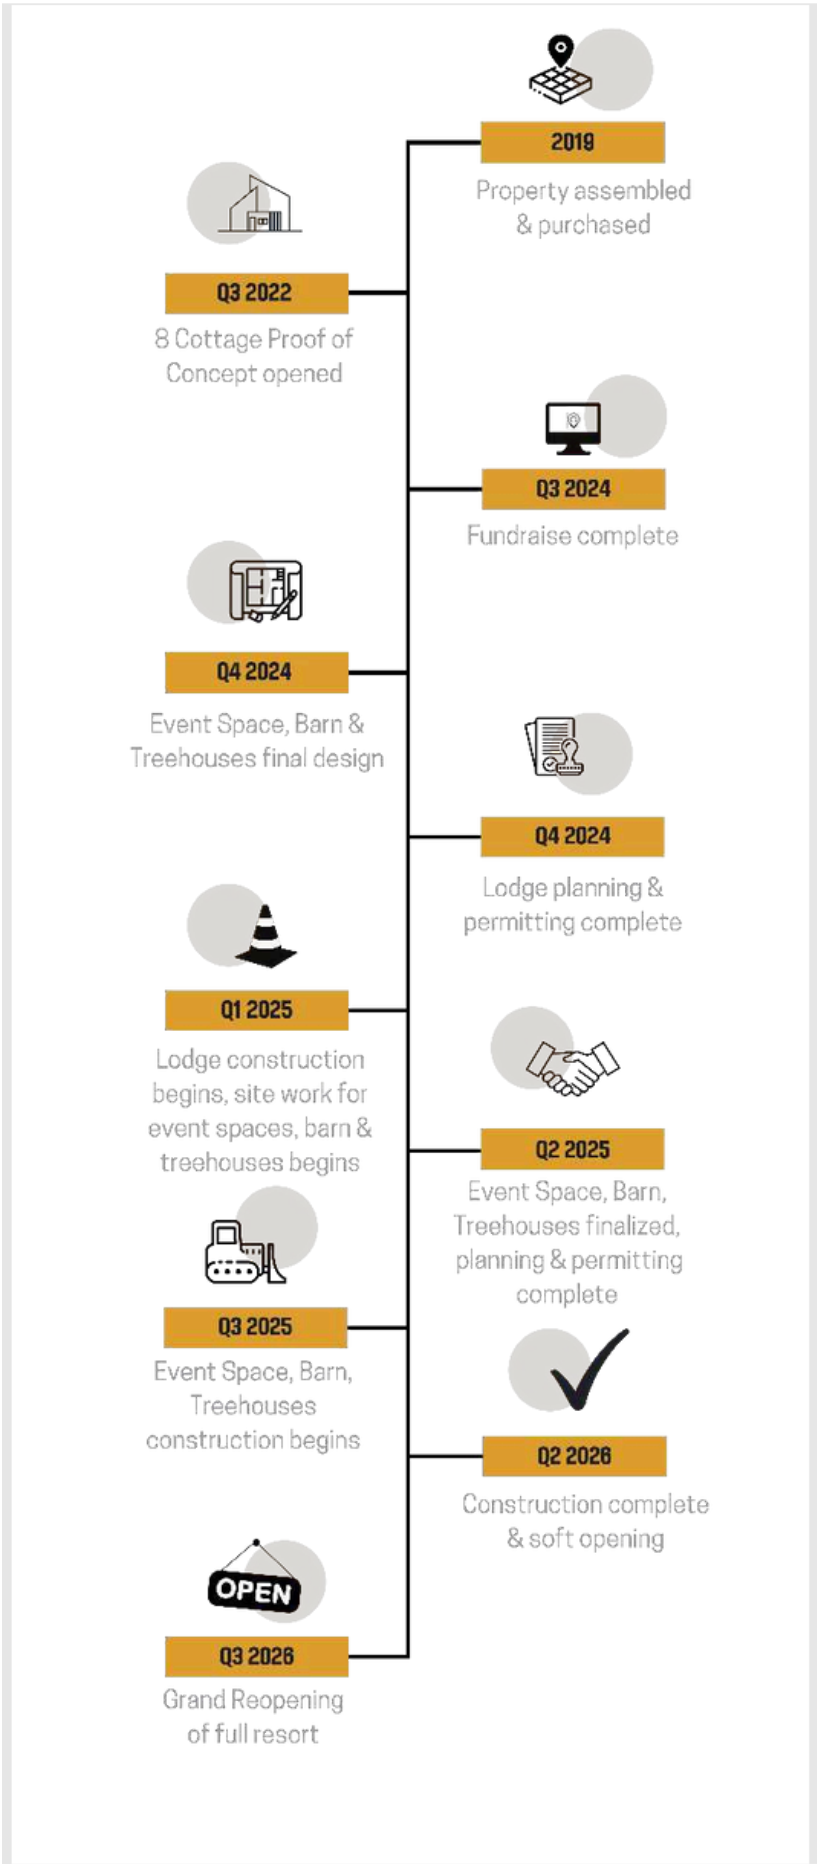 2019
Property assembled
& purchased
Q3 2022
8 Cottage Proof of
Concept opened
Q3 2024
Fundraise complete
Q4 2024
Event Space, Barn &
Treehouses final design
Q4 2024
Lodge planning &
permitting complete
Q1 2025
Lodge construction
begins, site work for
event spaces, barn &
treehouses begins
Q2 2025
Event Space, Barn,
Treehouses finalized,
planning & permitting
complete
Q3 2025
Event Space, Barn,
Treehouses
construction begins
Q2 2026
Construction complete
& soft opening
OPEN
Q3 2026
Grand Reopening
of full resort